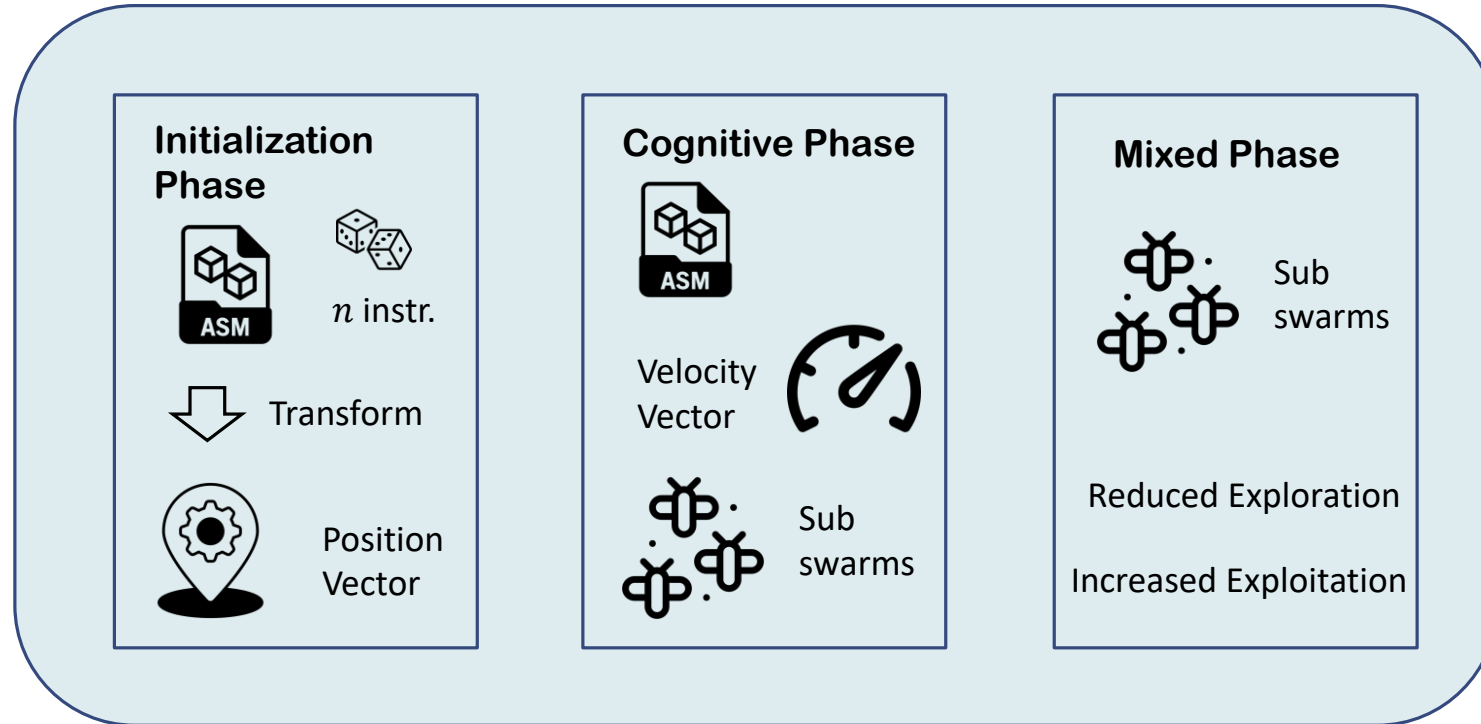 Initialization
Phase
ASM
n instr.
Transform
Position
Vector
Cognitive Phase
ASM
Velocity
Vector
Sub
swarms
Mixed Phase
Sub
swarms
Reduced Exploration
Increased Exploitation